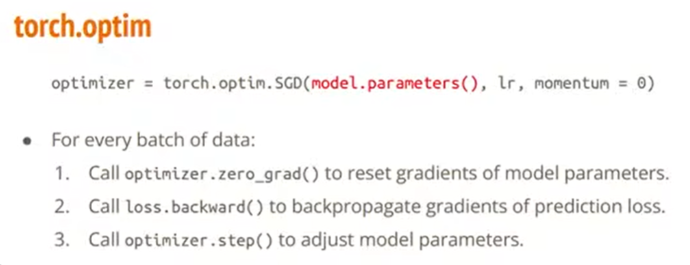 torch.optim
optimizer = torch.optim.SGD(model.parameters(), lr, momentum = 0)
• For every batch of data:
1. Call optimizer.zero_grad() to reset gradients of model parameters.
2. Call loss.backward() to backpropagate gradients of prediction loss.
3. Call optimizer.step() to adjust model parameters.